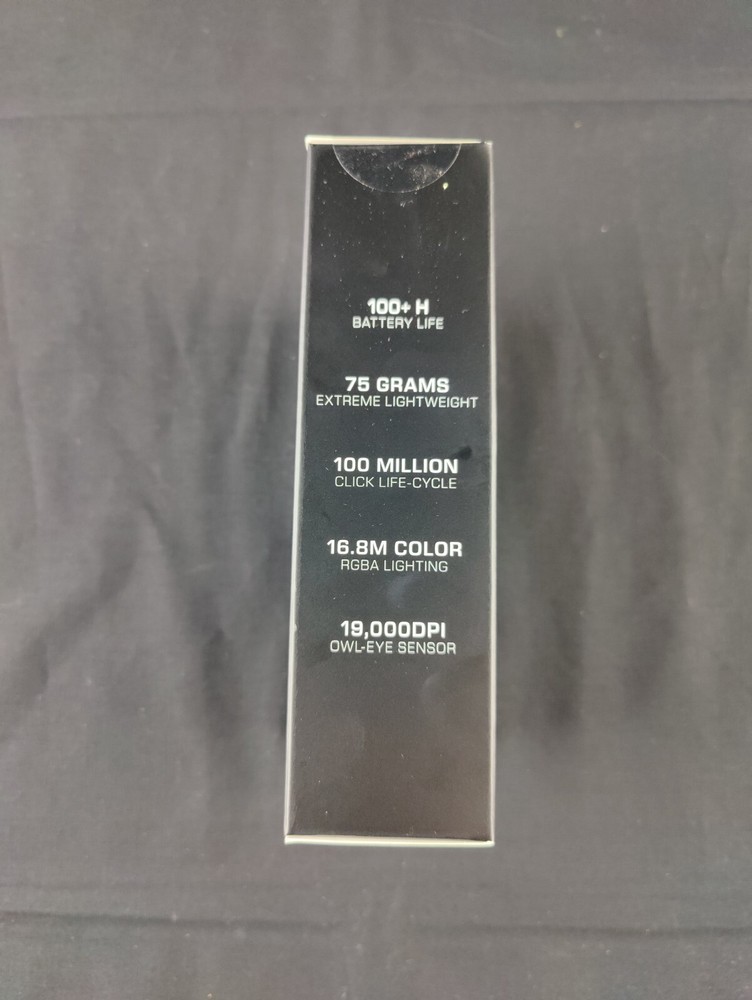 100+ H
BATTERY LIFE
75 GRAMS
EXTREME LIGHTWEIGHT
100 MILLION
CLICK LIFE-CYCLE
16.8M COLOR
RGBA LIGHTING
19,000DPI
OWL-EYE SENSOR